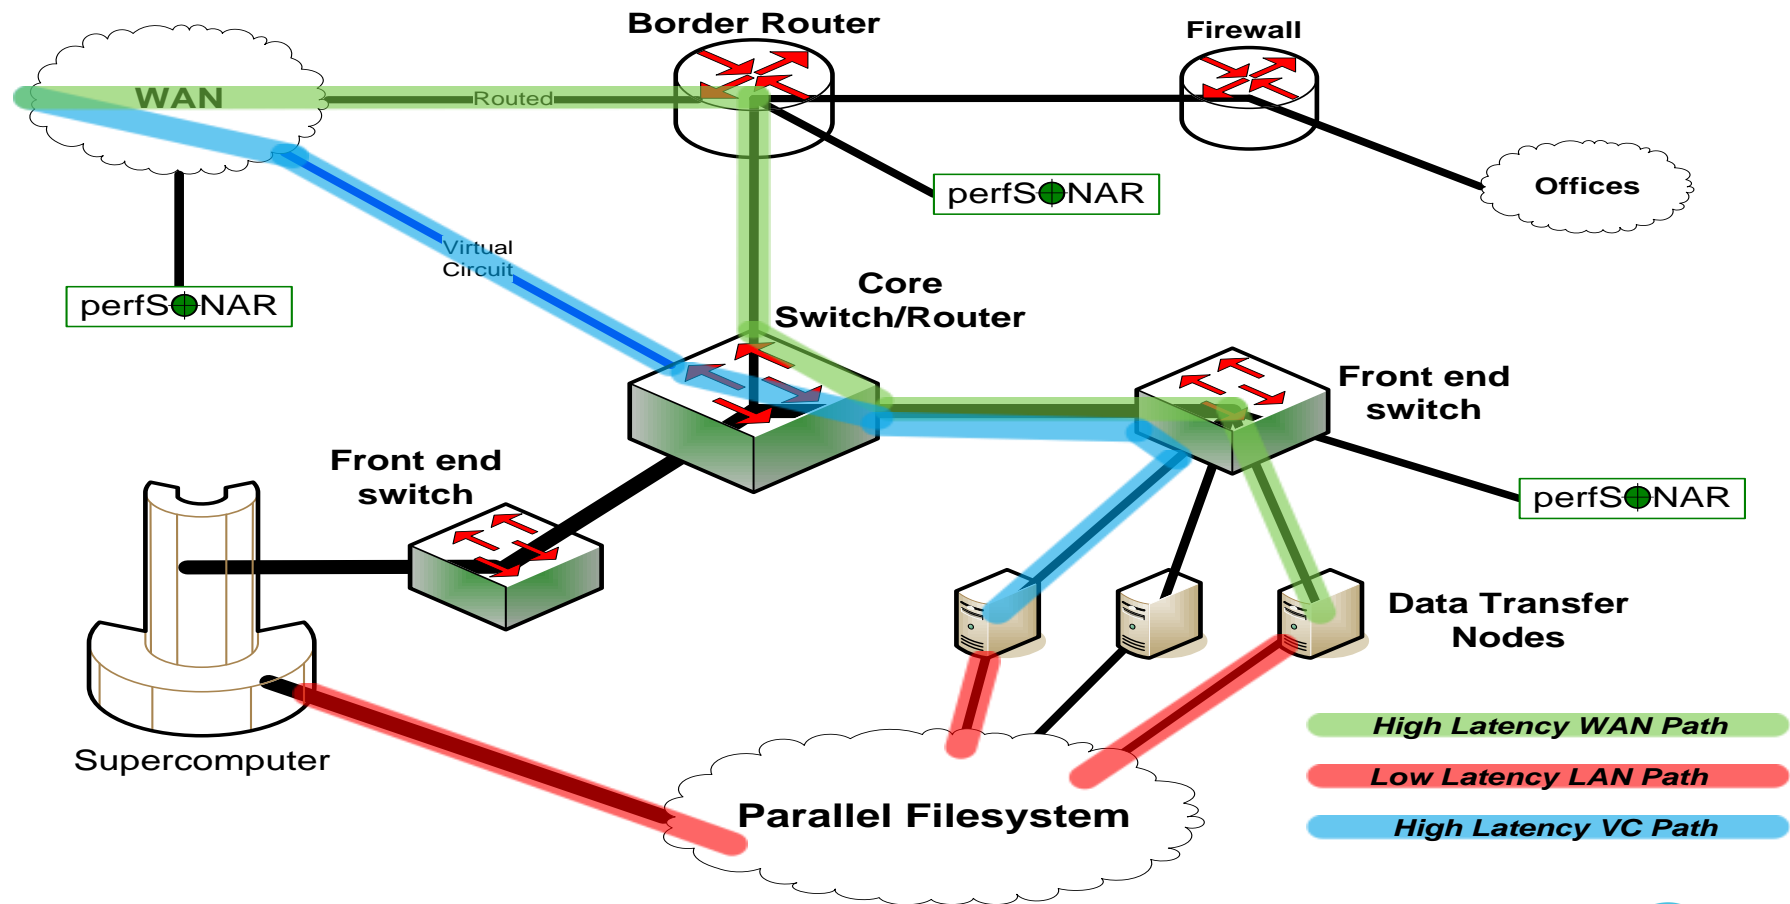 Border Router
Firewall
WAN
Routed
perfSONAR
Offices
Virtual
Circuit
perfSONAR
Core
Switch/Router
Front end
switch
Front end
switch
perfSONAR
Data Transfer
Nodes
Supercomputer
Parallel Filesystem
High Latency WAN Path
Low Latency LAN Path
High Latency VC Path